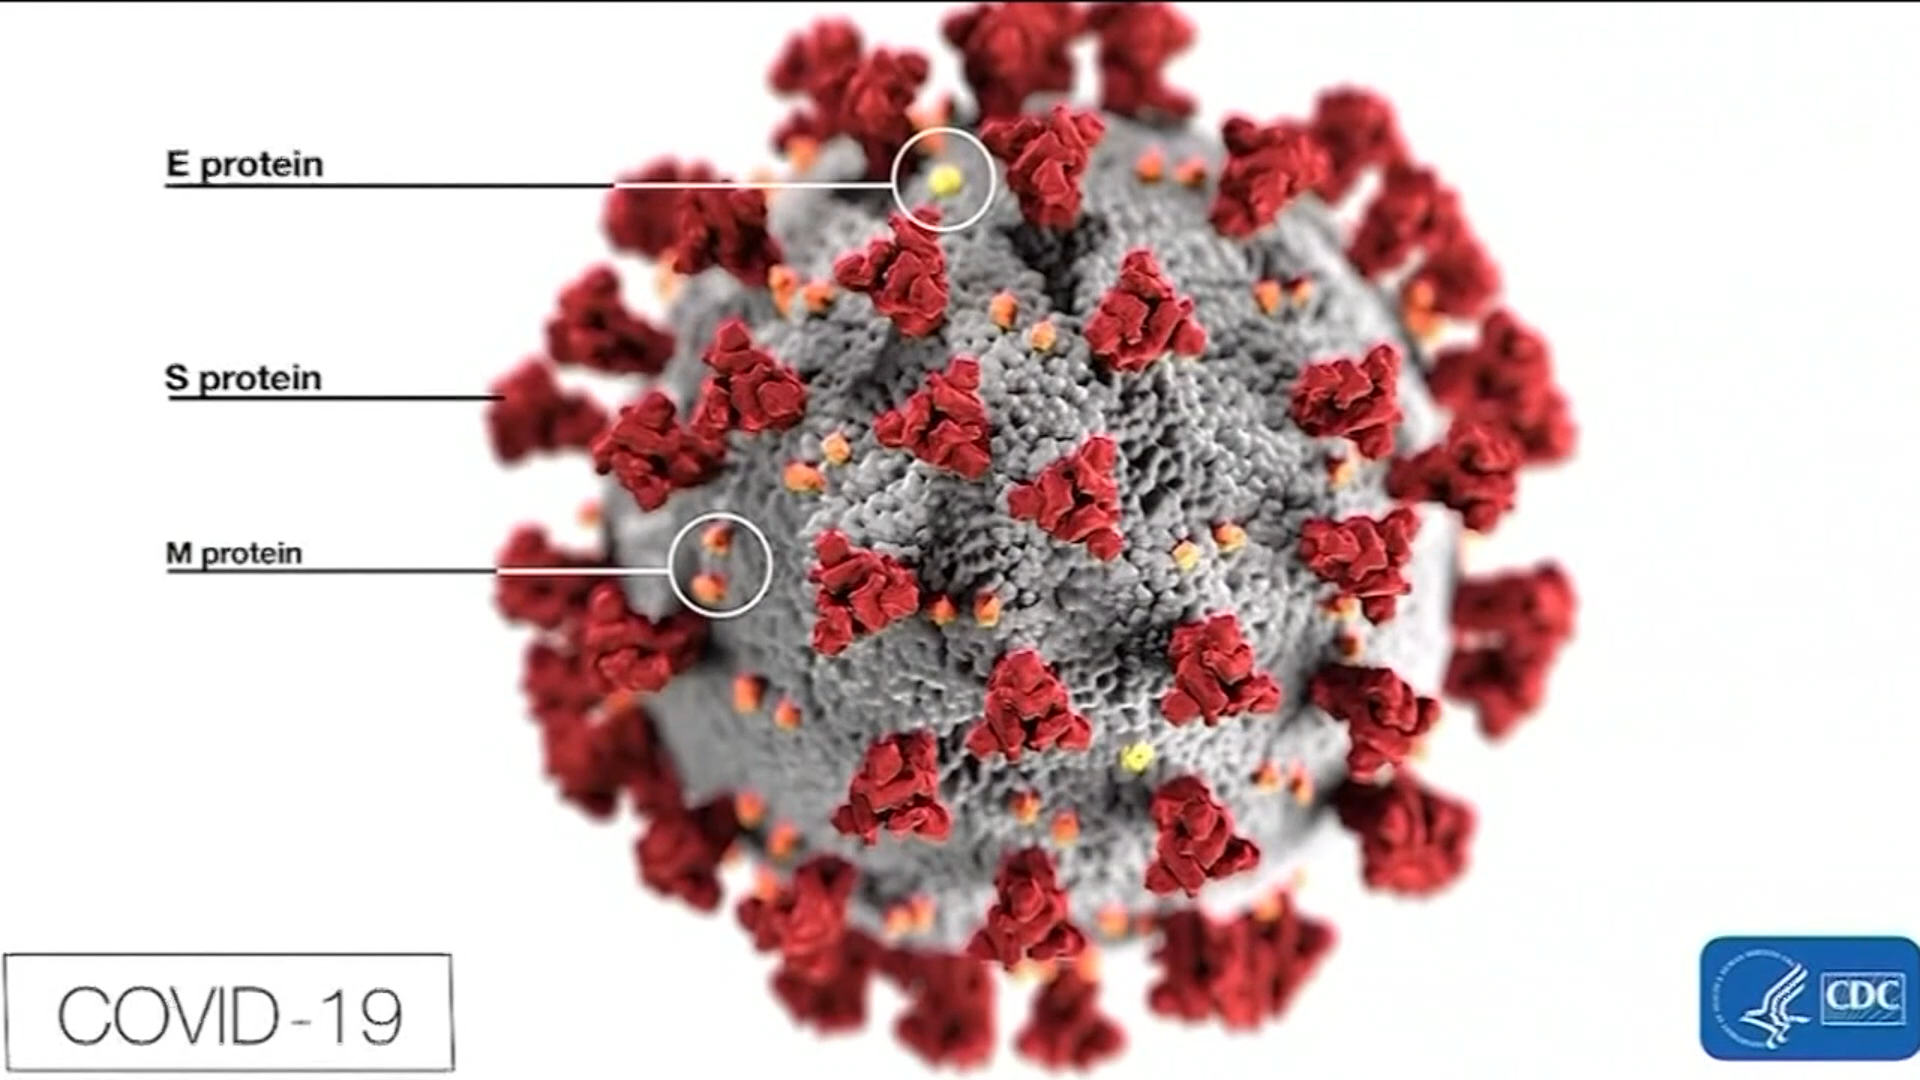 E protein
S protein
M protein
COVID-19
CDC